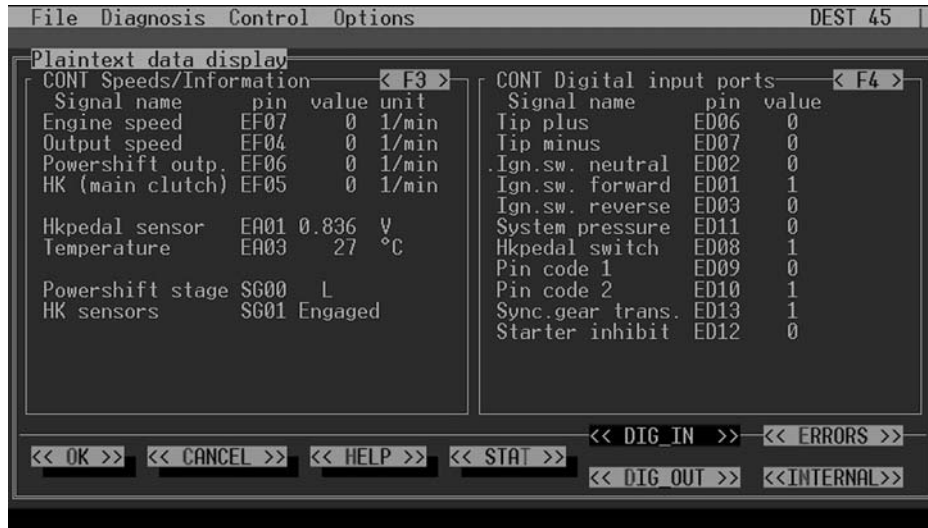 File Diagnosis Control Options DEST 45
Plaintext data display
CONT Speeds/Information < F3 >
Signal name pin value unit
Engine speed EF07 0 1/min
Output speed EF04 0 1/min
Powershift outp. EF06 0 1/min
HK (main clutch) EF05 0 1/min
Hkpedal sensor EA01 0.836 V
Temperature EA03 27 °C
Powershift stage SG00 L
HK sensors SG01 Engaged
CONT Digital input ports < F4 >
Signal name pin value
Tip plus ED06 0
Tip minus ED07 0
.Ign.sw. neutral ED02 0
Ign.sw. forward ED01 1
Ign.sw. reverse ED03 0
System pressure ED11 0
Hkpedal switch ED08 1
Pin code 1 ED09 0
Pin code 2 ED10 1
Sync.gear trans. ED13 1
Starter inhibit ED12 0
<< DIG_IN >> << ERRORS >>
<< OK >> << CANCEL >> << HELP >> << STAT >>
<< DIG_OUT >> <<INTERNAL>>